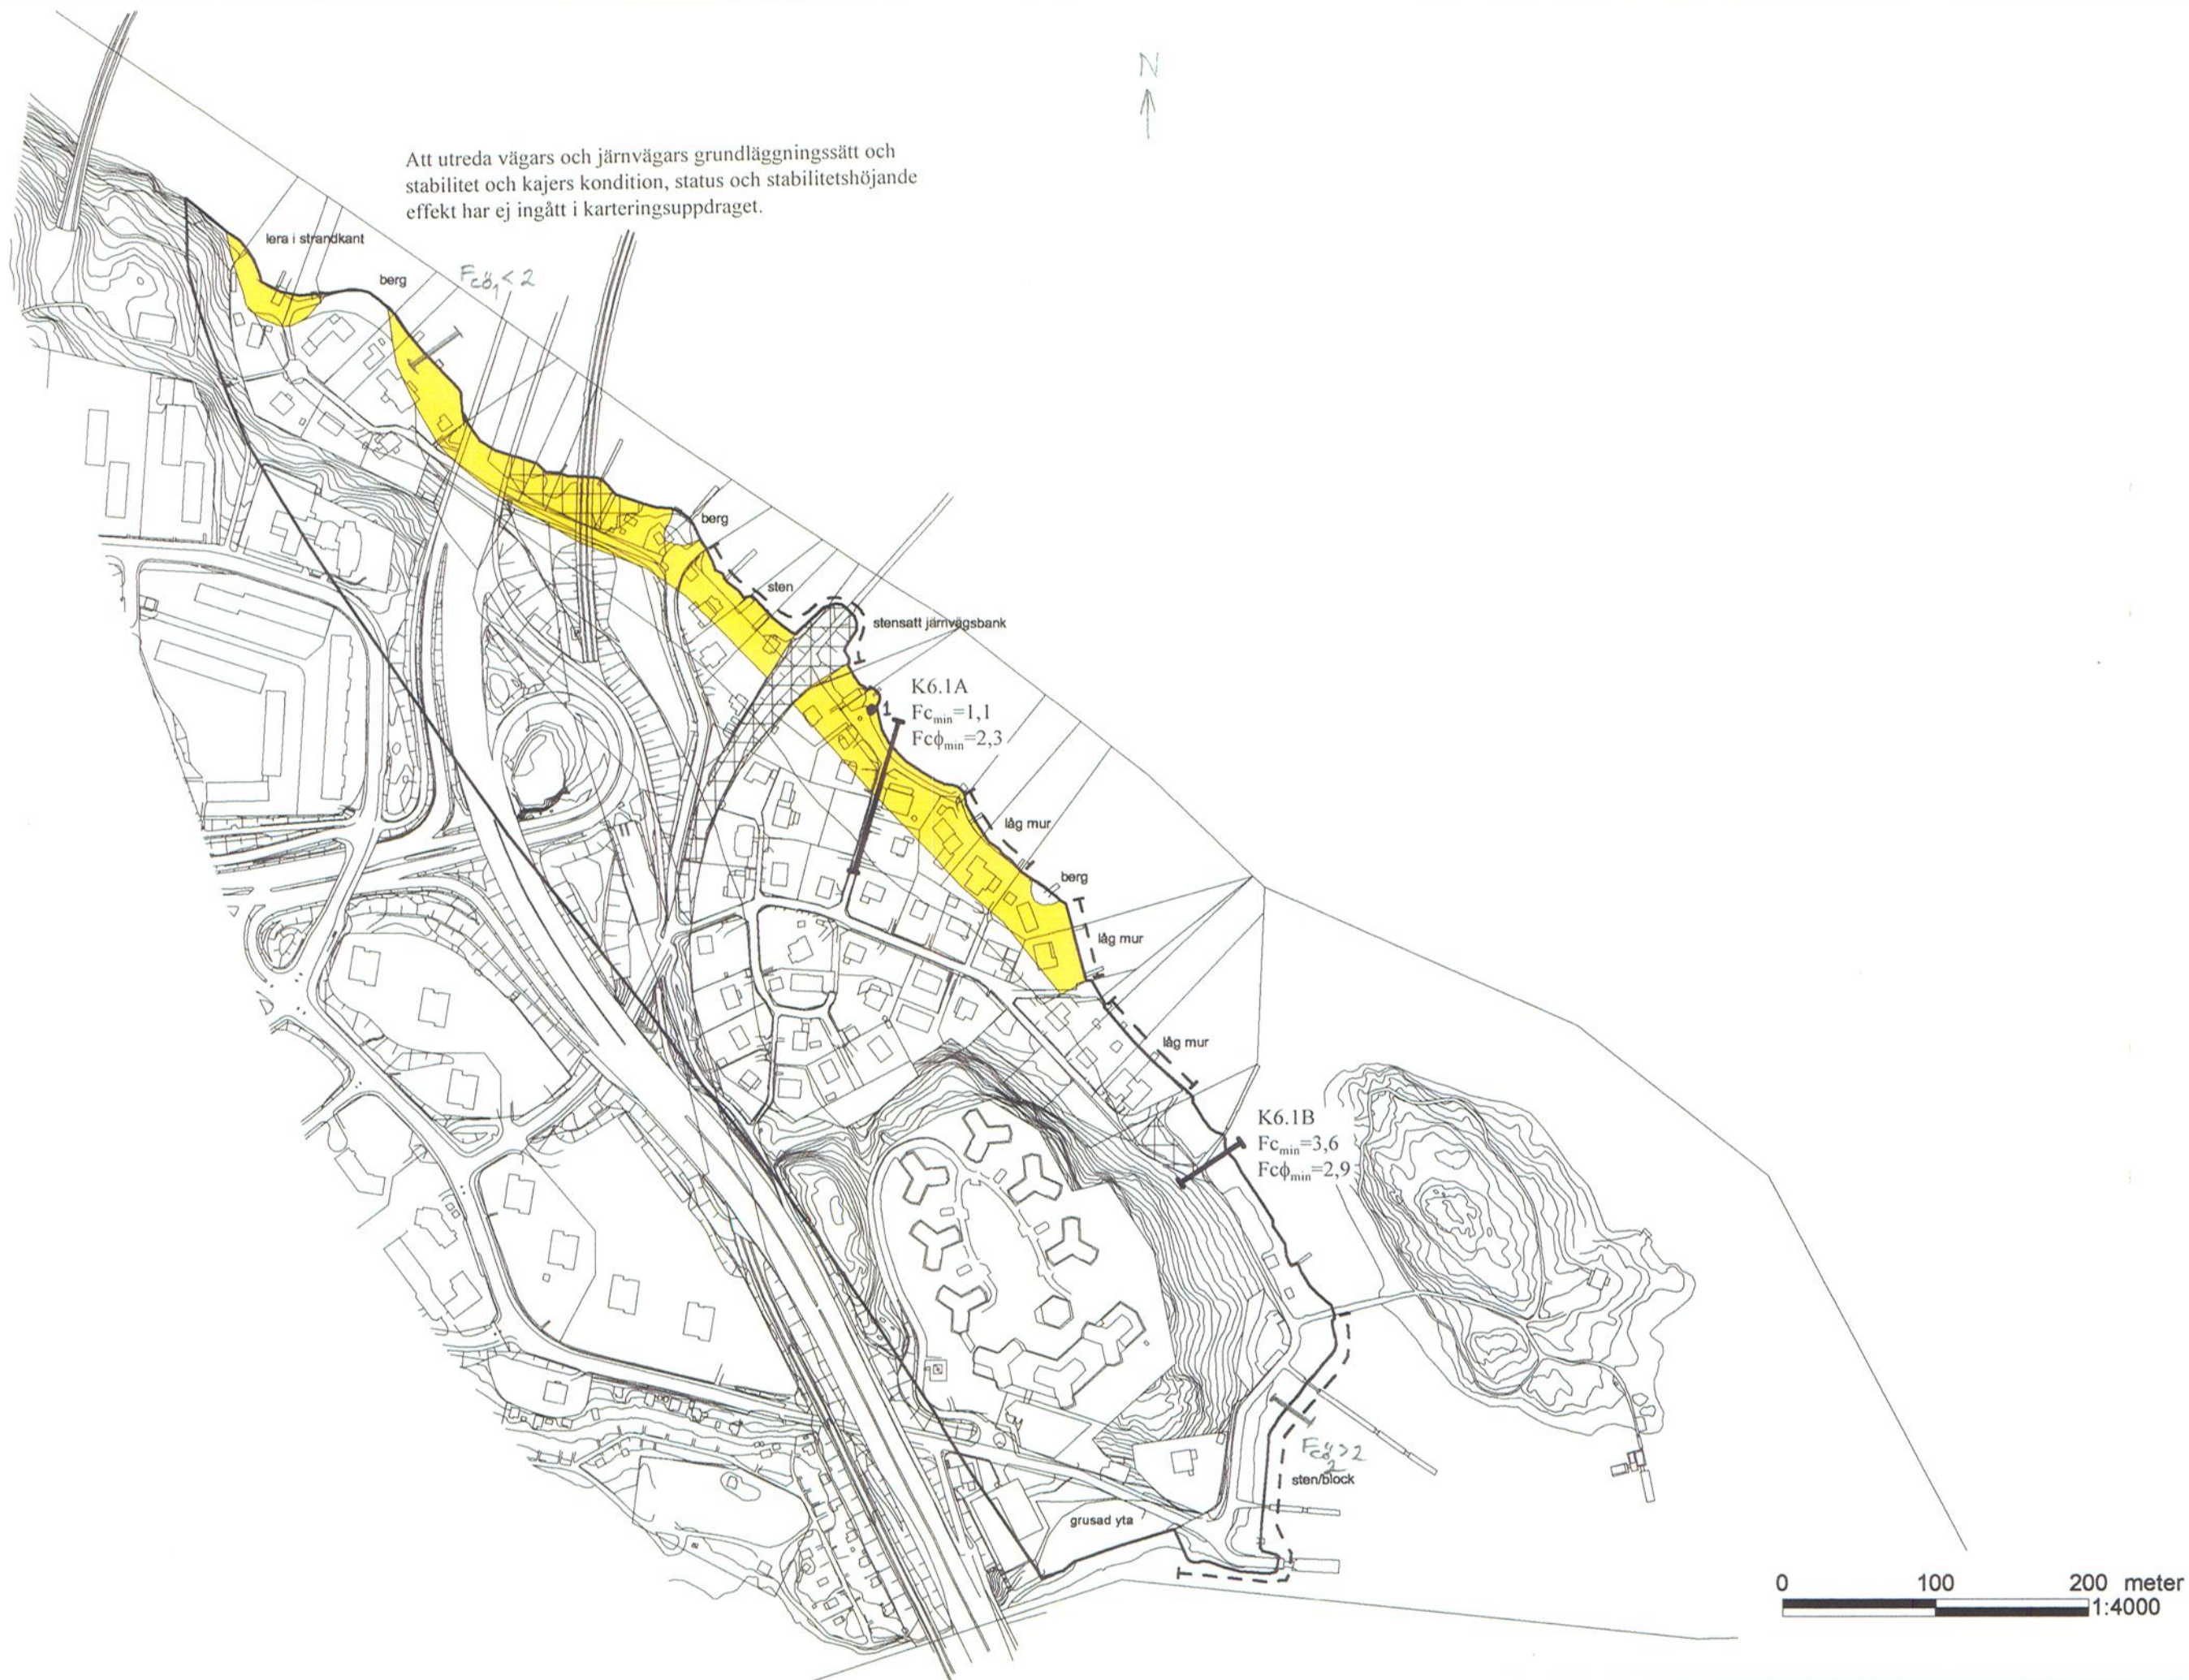 N
Att utreda vägars och järnvägars grundläggningssätt och
stabilitet och kajers kondition, status och stabilitetshöjande
effekt har ej ingått i karteringsuppdraget.
lera i strandkant
berg
berg
sten
stensatt järnvägsbank
K6.1A
1 Fcmin=1,1
Fcϕmin=2,3
låg mur
berg
låg mur
låg mur
K6.1B
Fcmin=3,6
Fcϕmin=2,9
sten/block
grusad yta
0 100 200 meter
1:4000